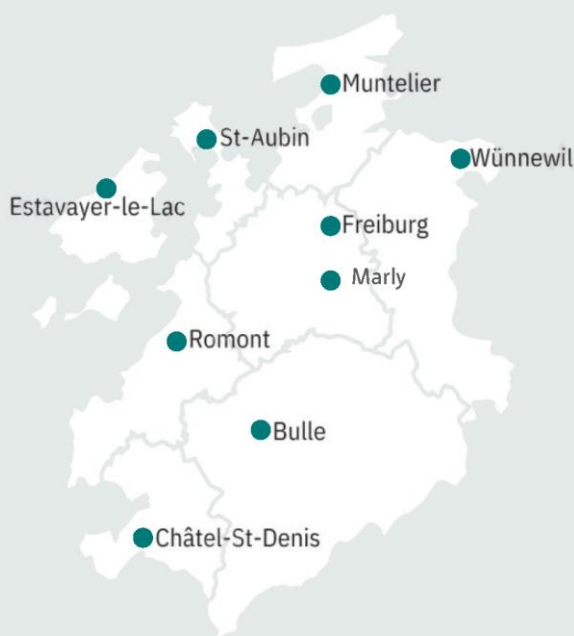 Muntelier
St-Aubin
Wünnewil
Estavayer-le-Lac
Freiburg
Marly
Romont
Bulle
Châtel-St-Denis